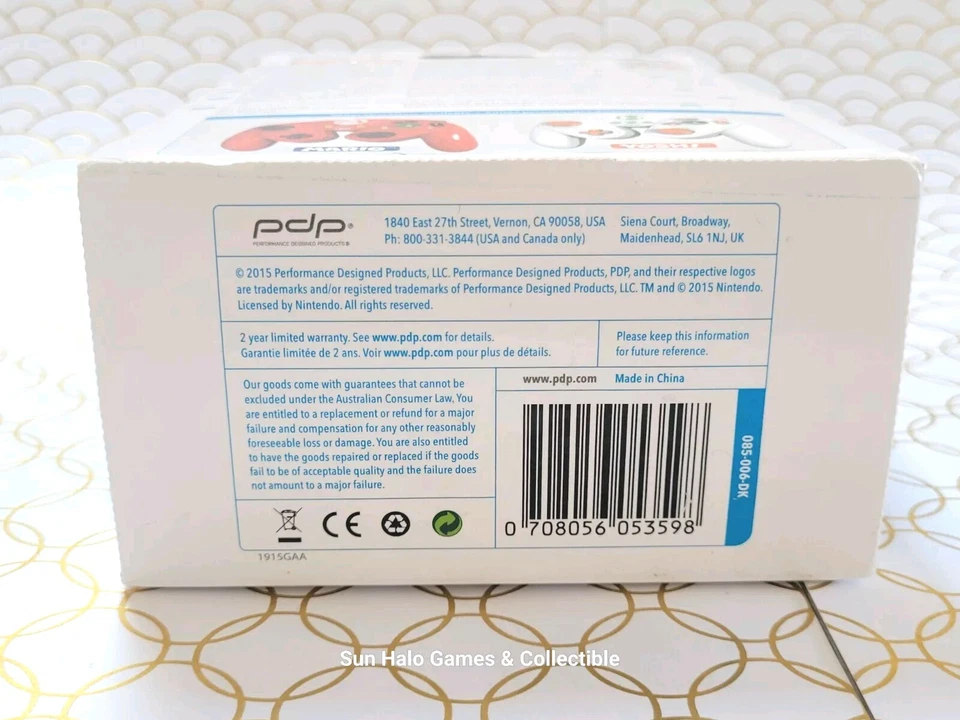 MARIO
YOSHI
pdp®
PERFORMANCE DESIGNED PRODUCTS®
1840 East 27th Street, Vernon, CA 90058, USA
Ph: 800-331-3844 (USA and Canada only)
Siena Court, Broadway,
Maidenhead, SL6 1NJ, UK
© 2015 Performance Designed Products, LLC. Performance Designed Products, PDP, and their respective logos
are trademarks and/or registered trademarks of Performance Designed Products, LLC. TM and © 2015 Nintendo.
Licensed by Nintendo. All rights reserved.
2 year limited warranty. See www.pdp.com for details.
Garantie limitée de 2 ans. Voir www.pdp.com pour plus de détails.
Please keep this information
for future reference.
Our goods come with guarantees that cannot be
excluded under the Australian Consumer Law. You
are entitled to a replacement or refund for a major
failure and compensation for any other reasonably
foreseeable loss or damage. You are also entitled
to have the goods repaired or replaced if the goods
fail to be of acceptable quality and the failure does
not amount to a major failure.
www.pdp.com Made in China
0 708056 053598
085-006-DK
CE
1915GAA
Sun Halo Games & Collectible